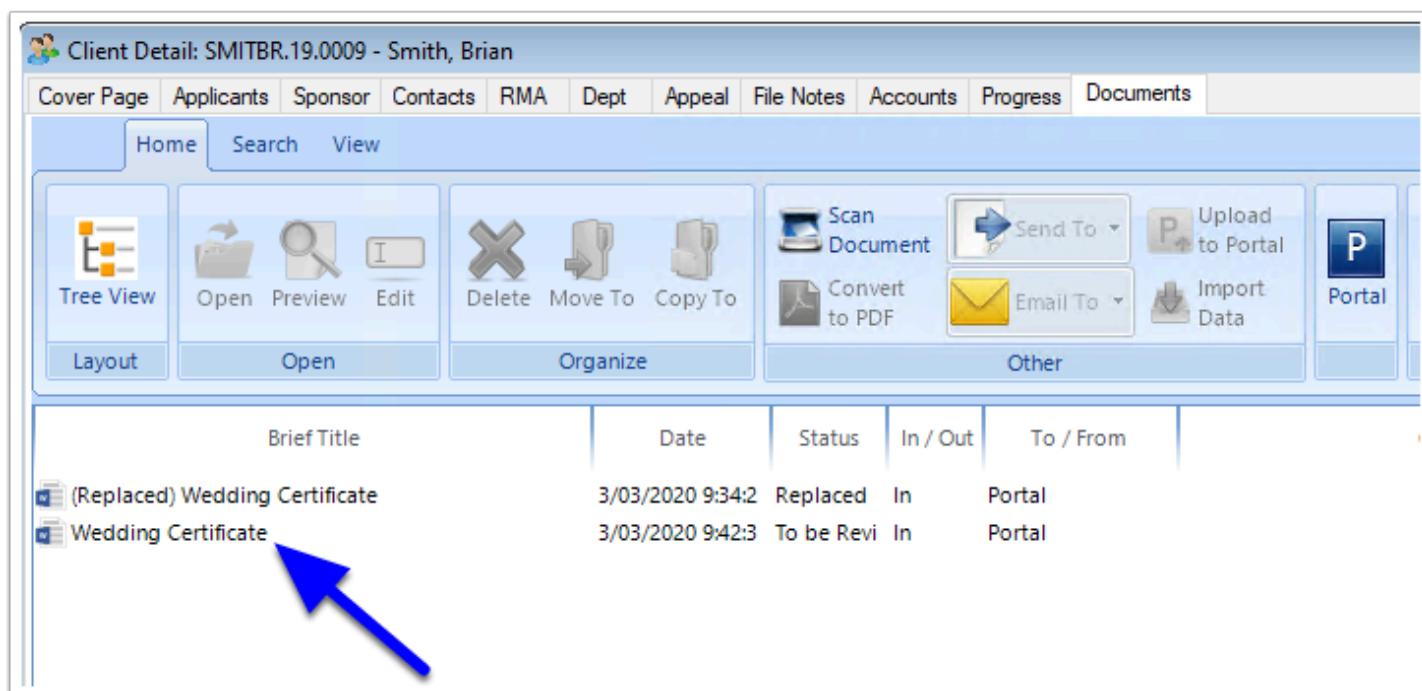 Client Detail: SMITBR.19.0009 - Smith, Brian
Cover Page Applicants Sponsor Contacts RMA Dept Appeal File Notes Accounts Progress Documents
Home Search View
Tree View
Open Preview Edit
Delete Move To Copy To
Scan Document
Send To
Upload to Portal
Convert to PDF
Email To
Import Data
P
Portal
Layout Open Organize Other
Brief Title Date Status In / Out To / From
(Replaced) Wedding Certificate 3/03/2020 9:34:2 Replaced In Portal
Wedding Certificate 3/03/2020 9:42:3 To be Revi In Portal